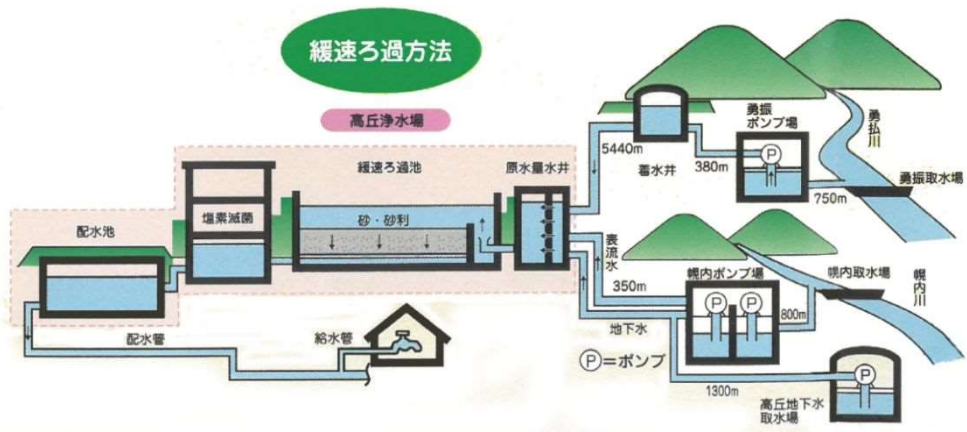 緩速ろ過方法
高丘浄水場
配水池
塩素滅菌
緩速ろ過池
砂・砂利
原水量水井
5440m
着水井
380m
P
勇振
ポンプ場
750m
勇払川
勇振取水場
表流水
350m
地下水
幌内ポンプ場
P
P
800m
幌内取水場
幌内川
配水管
給水管
P=ポンプ
1300m
P
高丘地下水
取水場